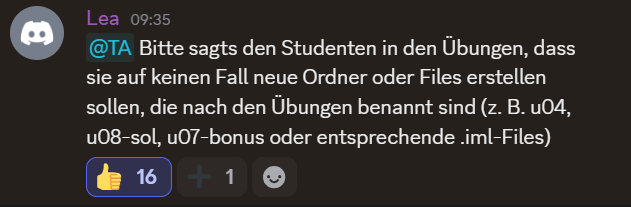 Lea 09:35
@TA Bitte sagts den Studenten in den Übungen, dass
sie auf keinen Fall neue Ordner oder Files erstellen
sollen, die nach den Übungen benannt sind (z. B. u04,
u08-sol, u07-bonus oder entsprechende .iml-Files)
16 1